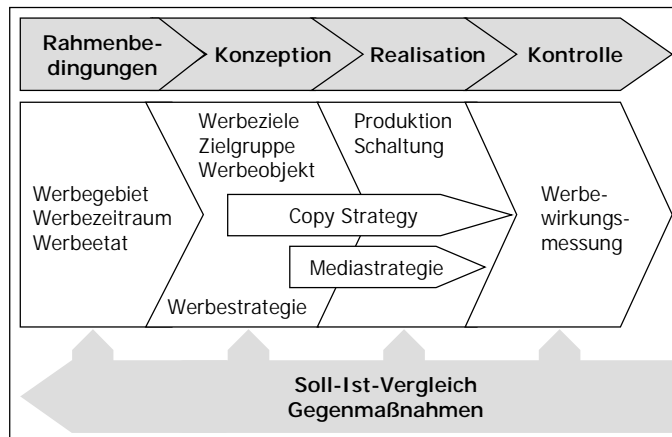 Rahmenbe-
dingungen
Konzeption
Realisation
Kontrolle
Werbegebiet
Werbezeitraum
Werbeetat
Werbeziele
Zielgruppe
Werbeobjekt
Produktion
Schaltung
Copy Strategy
Mediastrategie
Werbestrategie
Werbe-
wirkungs-
messung
Soll-Ist-Vergleich
Gegenmaßnahmen